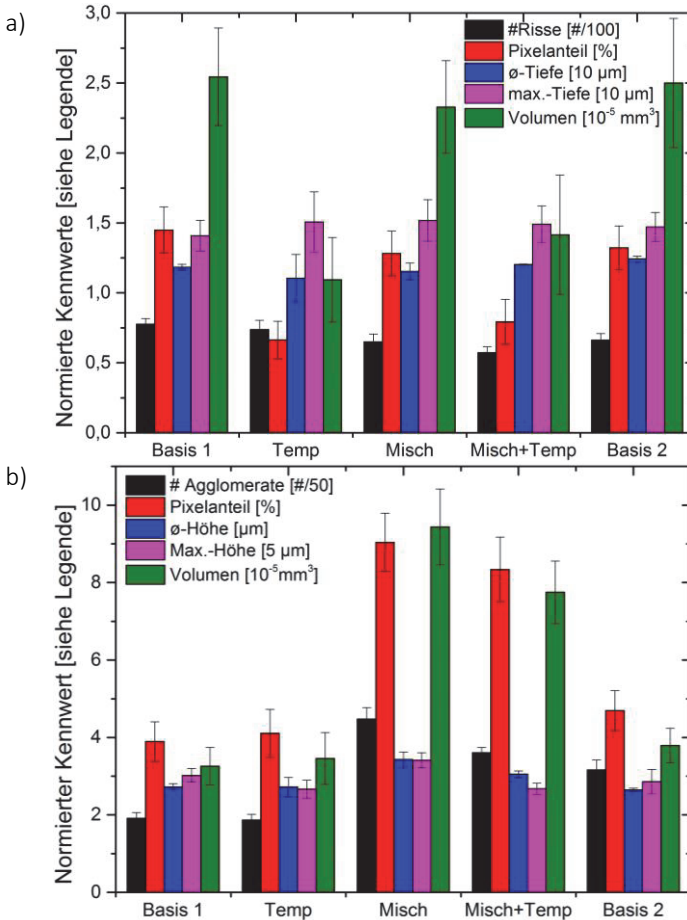 a)
Normierte Kennwerte [siehe Legende]
3,0
2,5
2,0
1,5
1,0
0,5
0,0
#Risse [#/100]
Pixelanteil [%]
ø-Tiefe [10 µm]
max.-Tiefe [10 µm]
Volumen [10⁻⁵ mm³]
Basis 1 Temp Misch Misch+Temp Basis 2
b)
Normierter Kennwert [siehe Legende]
10
8
6
4
2
0
# Agglomerate [#/50]
Pixelanteil [%]
ø-Höhe [µm]
Max.-Höhe [5 µm]
Volumen [10⁻⁵mm³]
Basis 1 Temp Misch Misch+Temp Basis 2